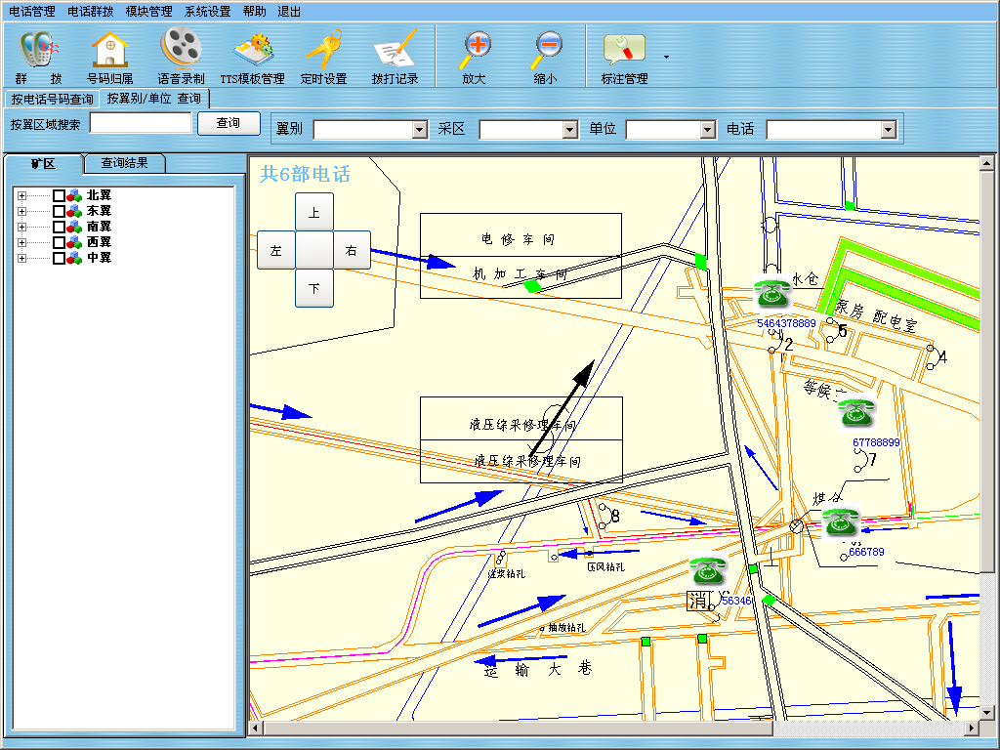 电话管理 电话群拨 模块管理 系统设置 帮助 退出
群 拨 号码归属 语音录制 TTS模板管理 定时设置 拨打记录 放大 缩小 标注管理
按电话号码查询 按翼别/单位 查询
按翼区域搜索 查询 翼别 采区 单位 电话
矿区 查询结果
北翼
东翼
南翼
西翼
中翼
共6部电话
上
左 右
下
电修车间
机加工车间
水仓
5464378889
泵房 配电室
2
5
4
等候
液压综采修理车间
液压综采修理车间
67788899
7
煤仓
8
666789
注浆钻孔
压风钻孔
消
56346
抽放钻孔
运输大巷